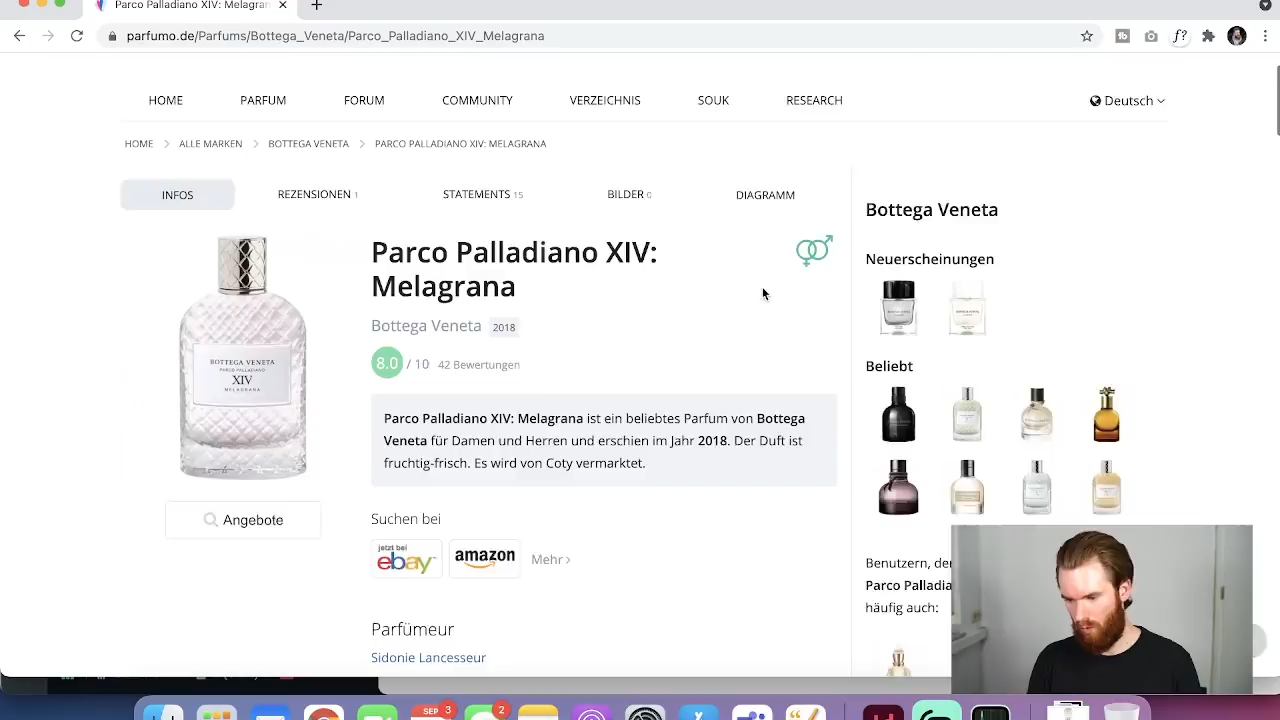 Parco Palladiano XIV: Melagran
parfumo.de/Parfums/Bottega_Veneta/Parco_Palladiano_XIV_Melagrana
f?
Deutsch
HOME PARFUM FORUM COMMUNITY VERZEICHNIS SOUK RESEARCH
HOME > ALLE MARKEN > BOTTEGA VENETA > PARCO PALLADIANO XIV: MELAGRANA
INFOS REZENSIONEN 1 STATEMENTS 15 BILDER 0 DIAGRAMM
BOTTEGA VENETA
PARCO PALLADIANO
XIV
MELAGRANA
Angebote
Parco Palladiano XIV:
Melagrana
Bottega Veneta 2018
8.0 / 10 42 Bewertungen
Parco Palladiano XIV: Melagrana ist ein beliebtes Parfum von Bottega
Veneta für Damen und Herren und erschien im Jahr 2018. Der Duft ist
fruchtig-frisch. Es wird von Coty vermarktet.
Suchen bei
jetzt bei
ebay
amazon
Mehr >
Parfümeur
Sidonie Lancesseur
Bottega Veneta
Neuerscheinungen
Beliebt
Benutzern, der
Parco Palladia
häufig auch:
SEP 3
2